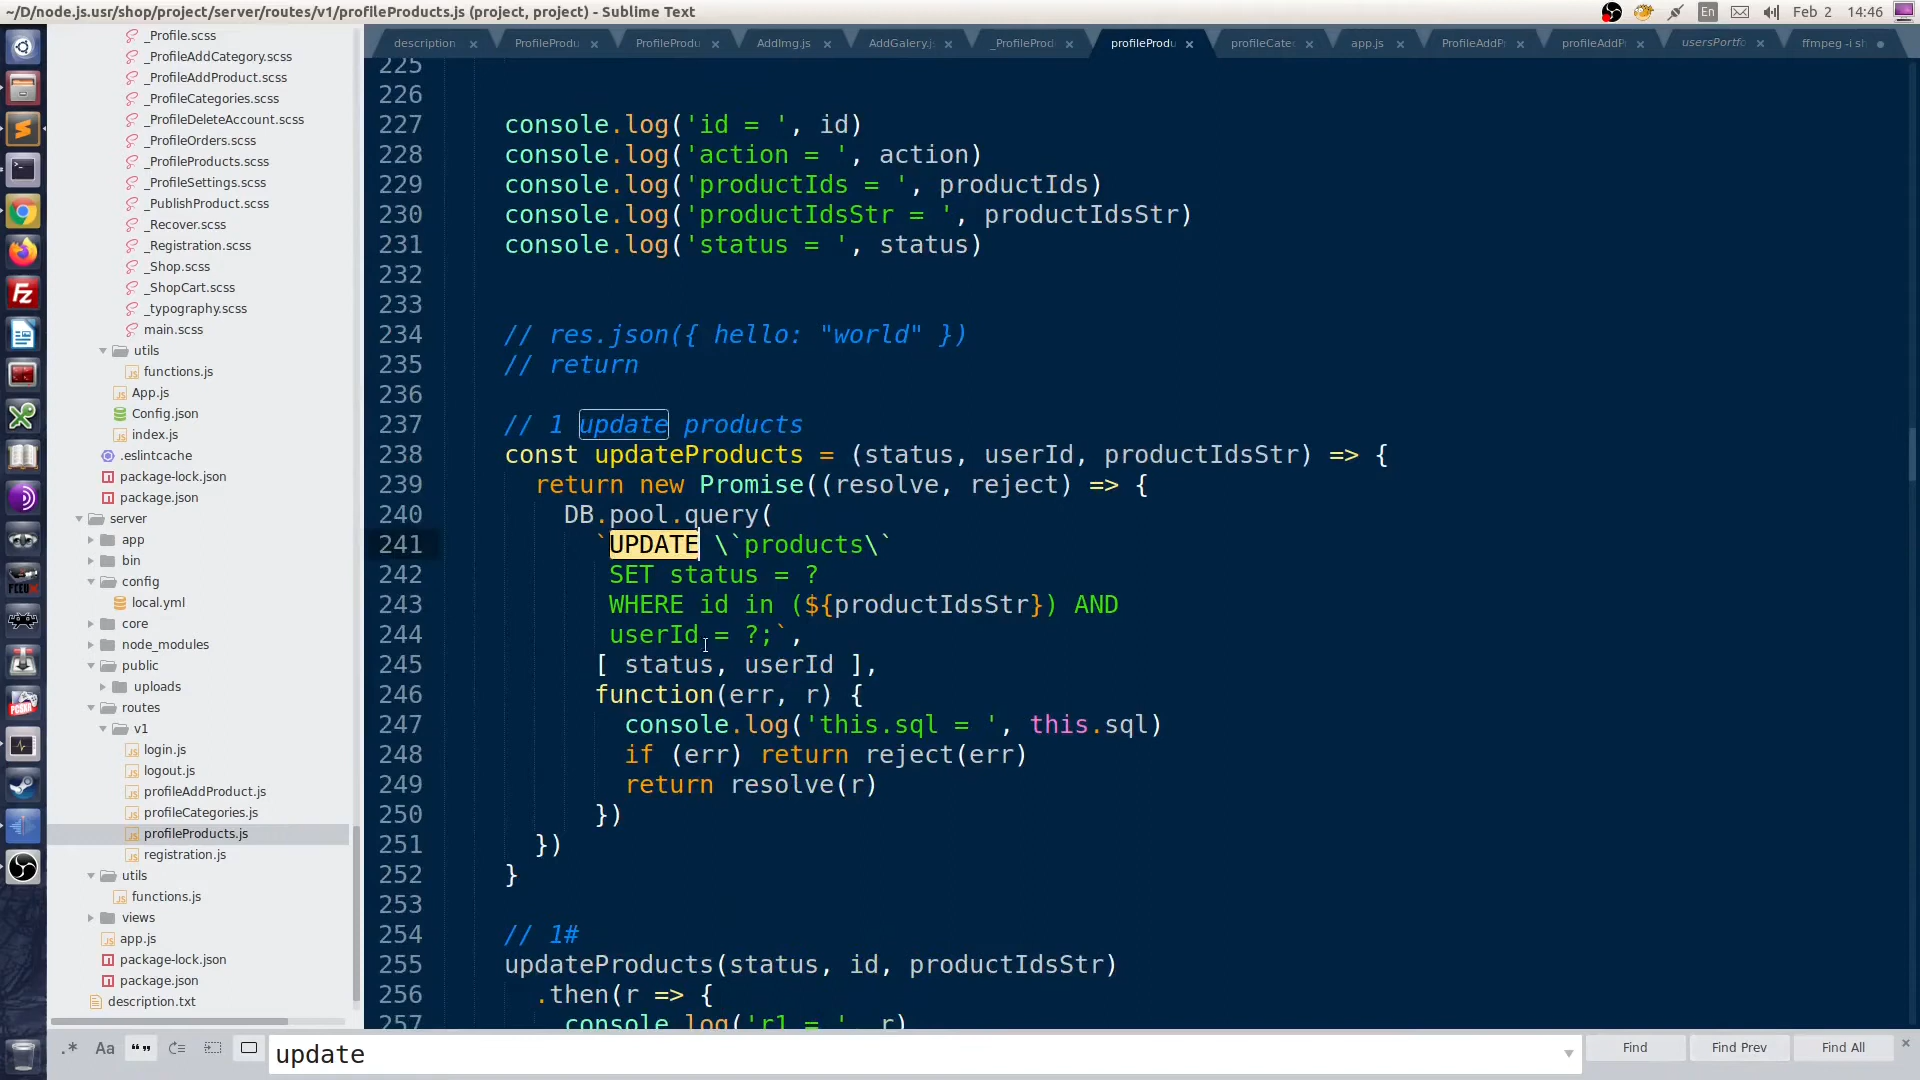 ~/D/node.js.usr/shop/project/server/routes/v1/profileProducts.js (project, project) - Sublime Text
En
Feb 2
14:46
description
ProfileProdu
ProfileProdu
AddImg.js
AddGalery.j
_ProfileProd
profileProdu
profileCate
app.js
ProfileAddP
profileAddP
usersPortfo
ffmpeg -i sh
_Profile.scss
_ProfileAddCategory.scss
_ProfileAddProduct.scss
_ProfileCategories.scss
_ProfileDeleteAccount.scss
_ProfileOrders.scss
_ProfileProducts.scss
_ProfileSettings.scss
_PublishProduct.scss
_Recover.scss
_Registration.scss
_Shop.scss
_ShopCart.scss
_typography.scss
main.scss
utils
functions.js
App.js
Config.json
index.js
.eslintcache
package-lock.json
package.json
server
app
bin
config
local.yml
core
node_modules
public
uploads
routes
v1
login.js
logout.js
profileAddProduct.js
profileCategories.js
profileProducts.js
registration.js
utils
functions.js
views
app.js
package-lock.json
package.json
description.txt
225
226
227 console.log('id = ', id)
228 console.log('action = ', action)
229 console.log('productIds = ', productIds)
230 console.log('productIdsStr = ', productIdsStr)
231 console.log('status = ', status)
232
233
234 // res.json({ hello: "world" })
235 // return
236
237 // 1 update products
238 const updateProducts = (status, userId, productIdsStr) => {
239 return new Promise((resolve, reject) => {
240 DB.pool.query(
241 `UPDATE \`products\`
242 SET status = ?
243 WHERE id in (${productIdsStr}) AND
244 userId = ?;`,
245 [ status, userId ],
246 function(err, r) {
247 console.log('this.sql = ', this.sql)
248 if (err) return reject(err)
249 return resolve(r)
250 })
251 })
252 }
253
254 // 1#
255 updateProducts(status, id, productIdsStr)
256 .then(r => {
257 console.log('r1 = ', r)
.*
Aa
update
Find
Find Prev
Find All